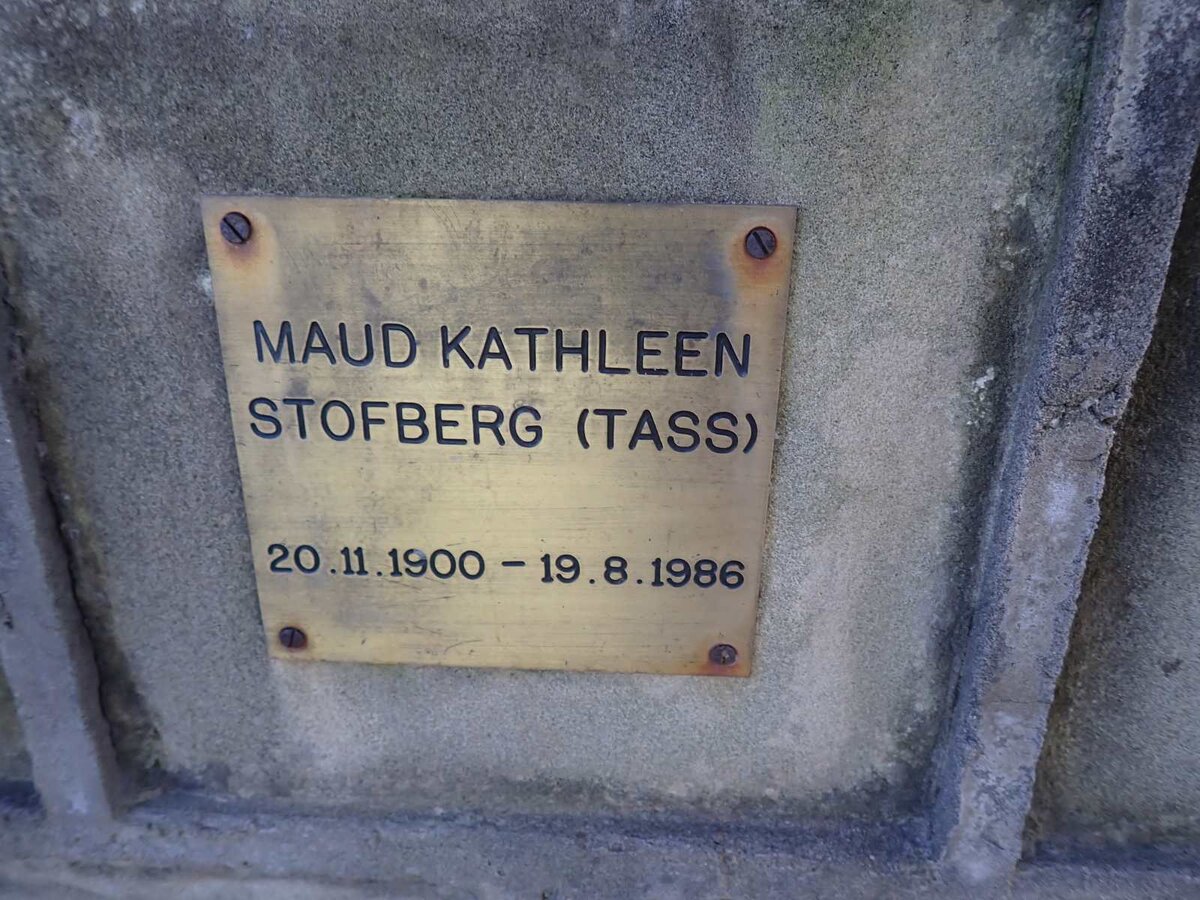 MAUD KATHLEEN
STOFBERG (TASS)
20.11.1900 – 19.8.1986